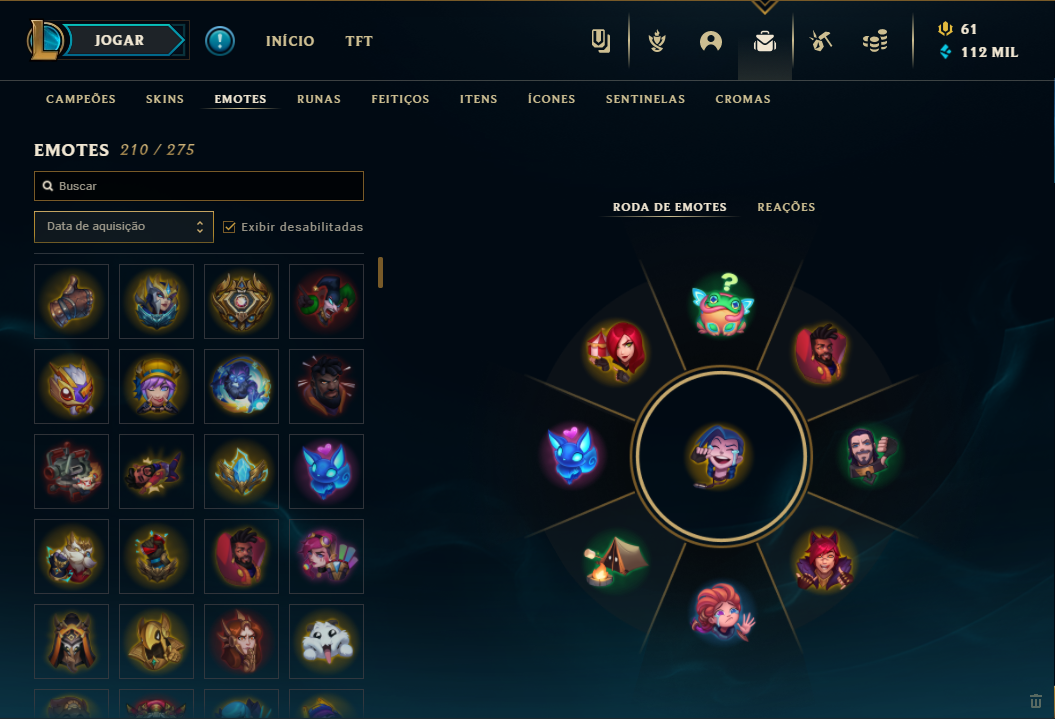 JOGAR
INÍCIO
TFT
61
112 MIL
CAMPEÕES
SKINS
EMOTES
RUNAS
FEITIÇOS
ITENS
ÍCONES
SENTINELAS
CROMAS
EMOTES 210 / 275
Buscar
Data de aquisição
Exibir desabilitadas
RODA DE EMOTES
REAÇÕES